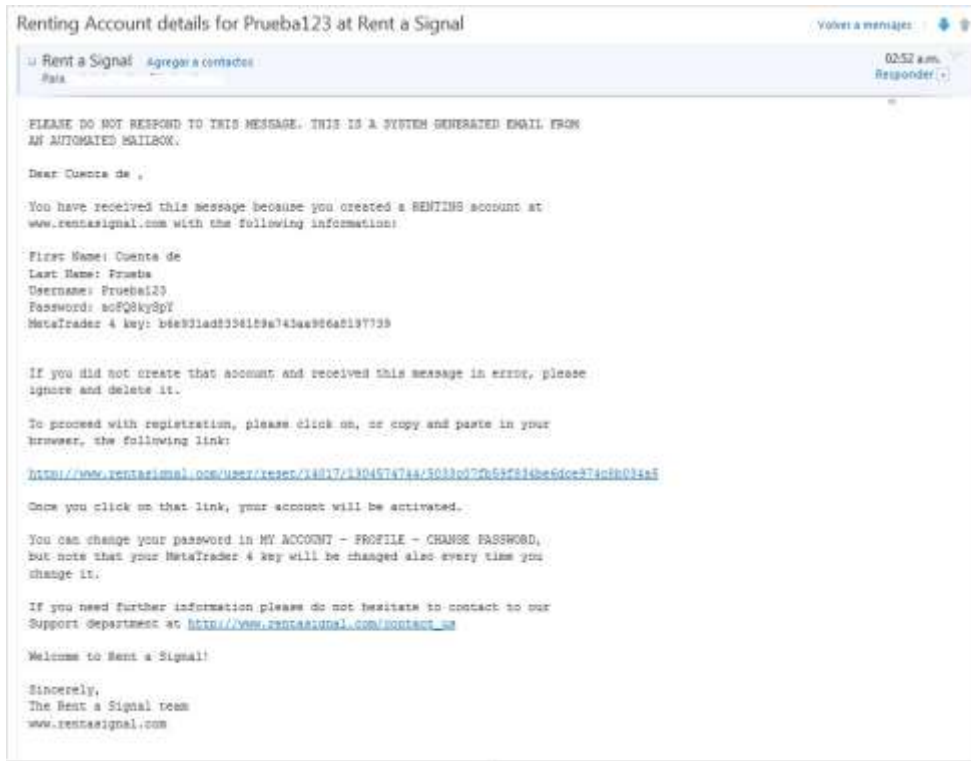 Renting Account details for Prueba123 at Rent a Signal
Volver a mensajes
Rent a Signal Agregar a contactos
02:52 a.m.
Para
Responder
PLEASE DO NOT RESPOND TO THIS MESSAGE. THIS IS A SYSTEM GENERATED EMAIL FROM
AN AUTOMATED MAILBOX.
Dear Cuenta de ,
You have received this message because you created a RENTING account at
www.rentasignal.com with the following information:
First Name: Cuenta de
Last Name: Prueba
Username: Prueba123
Password:
MetaTrader 4 key:
If you did not create that account and received this message in error, please
ignore and delete it.
To proceed with registration, please click on, or copy and paste in your
browser, the following link:
Once you click on that link, your account will be activated.
You can change your password in MY ACCOUNT - PROFILE - CHANGE PASSWORD,
but note that your MetaTrader 4 key will be changed also every time you
change it.
If you need further information please do not hesitate to contact to our
Support department at http://www.rentasignal.com/contact_us
Welcome to Rent a Signal!
Sincerely,
The Rent a Signal team
www.rentasignal.com